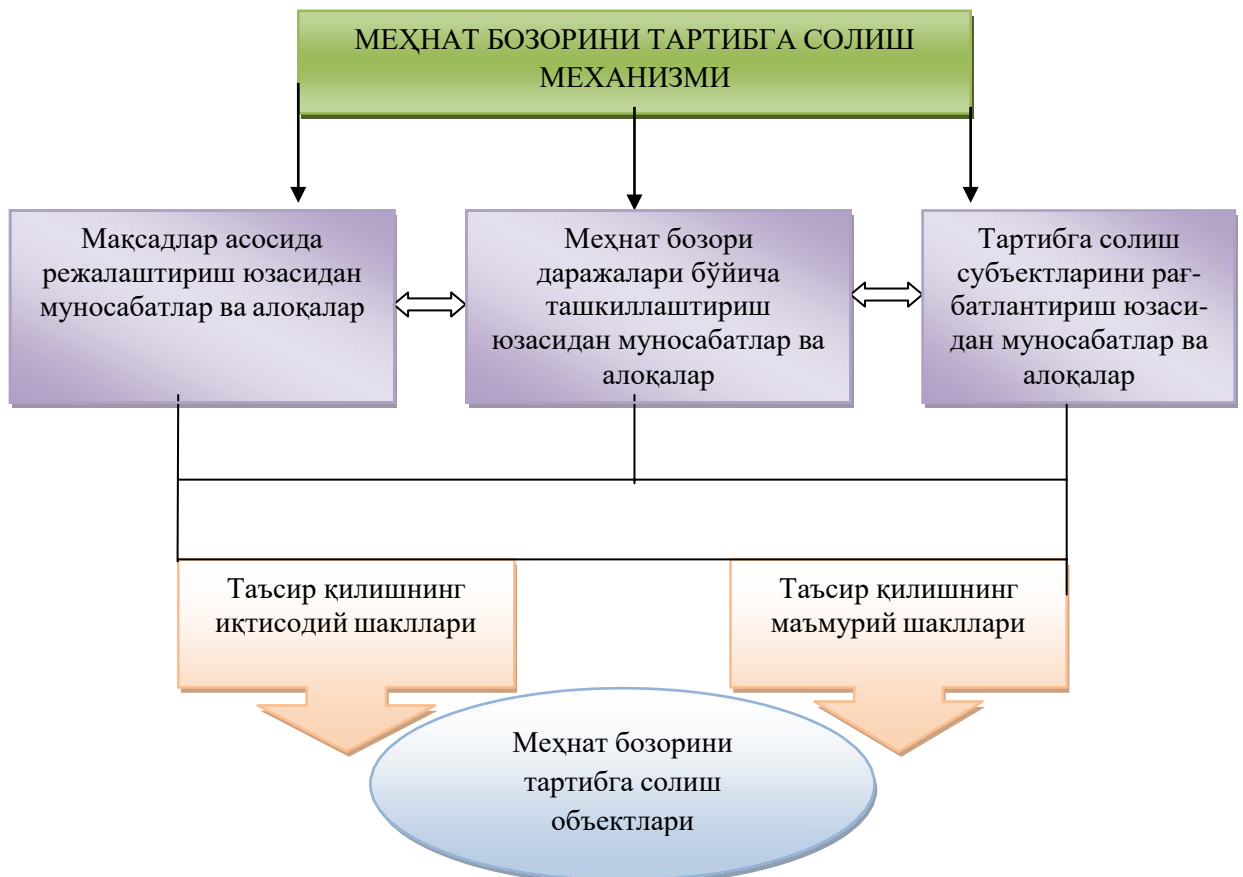 МЕҲНАТ БОЗОРИНИ ТАРТИБГА СОЛИШ
МЕХАНИЗМИ
Мақсадлар асосида
режалаштириш юзасидан
муносабатлар ва алоқалар
Меҳнат бозори
даражалари бўйича
ташкиллаштириш
юзасидан муносабатлар ва
алоқалар
Тартибга солиш
субъектларини рағ-
батлантириш юзаси-
дан муносабатлар ва
алоқалар
Таъсир қилишнинг
иқтисодий шакллари
Таъсир қилишнинг
маъмурий шакллари
Меҳнат бозорини
тартибга солиш
объектлари